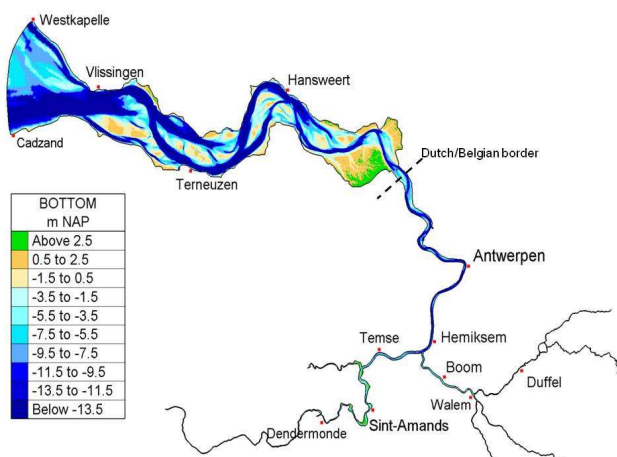 Westkapelle
Vlissingen
Hansweert
Cadzand
Terneuzen
Dutch/Belgian border
BOTTOM
m NAP
Above 2.5
0.5 to 2.5
-1.5 to 0.5
-3.5 to -1.5
-5.5 to -3.5
-7.5 to -5.5
-9.5 to -7.5
-11.5 to -9.5
-13.5 to -11.5
Below -13.5
Antwerpen
Temse
Hemiksem
Boom
Duffel
Walem
Sint-Amands
Dendermonde